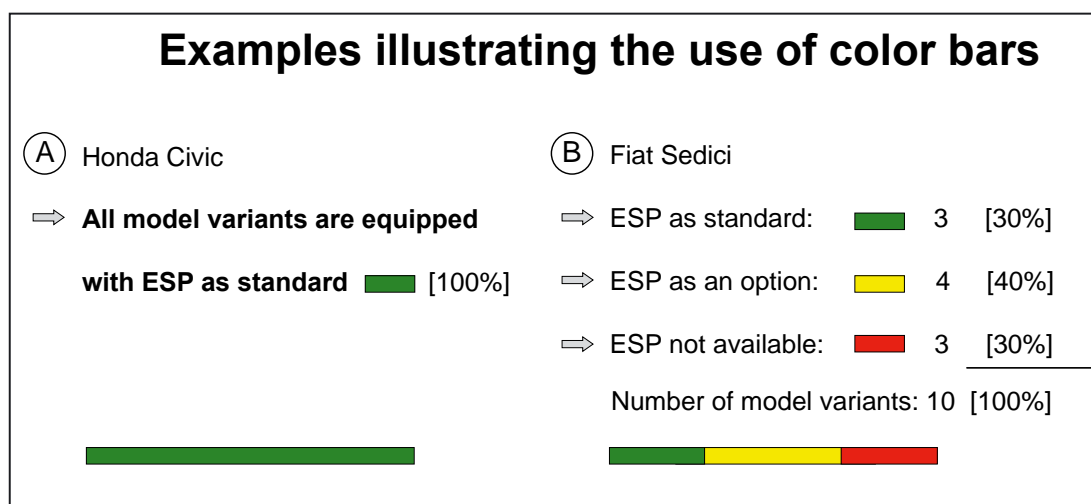 Examples illustrating the use of color bars
A Honda Civic
All model variants are equipped
with ESP as standard [100%]
B Fiat Sedici
ESP as standard: 3 [30%]
ESP as an option: 4 [40%]
ESP not available: 3 [30%]
Number of model variants: 10 [100%]